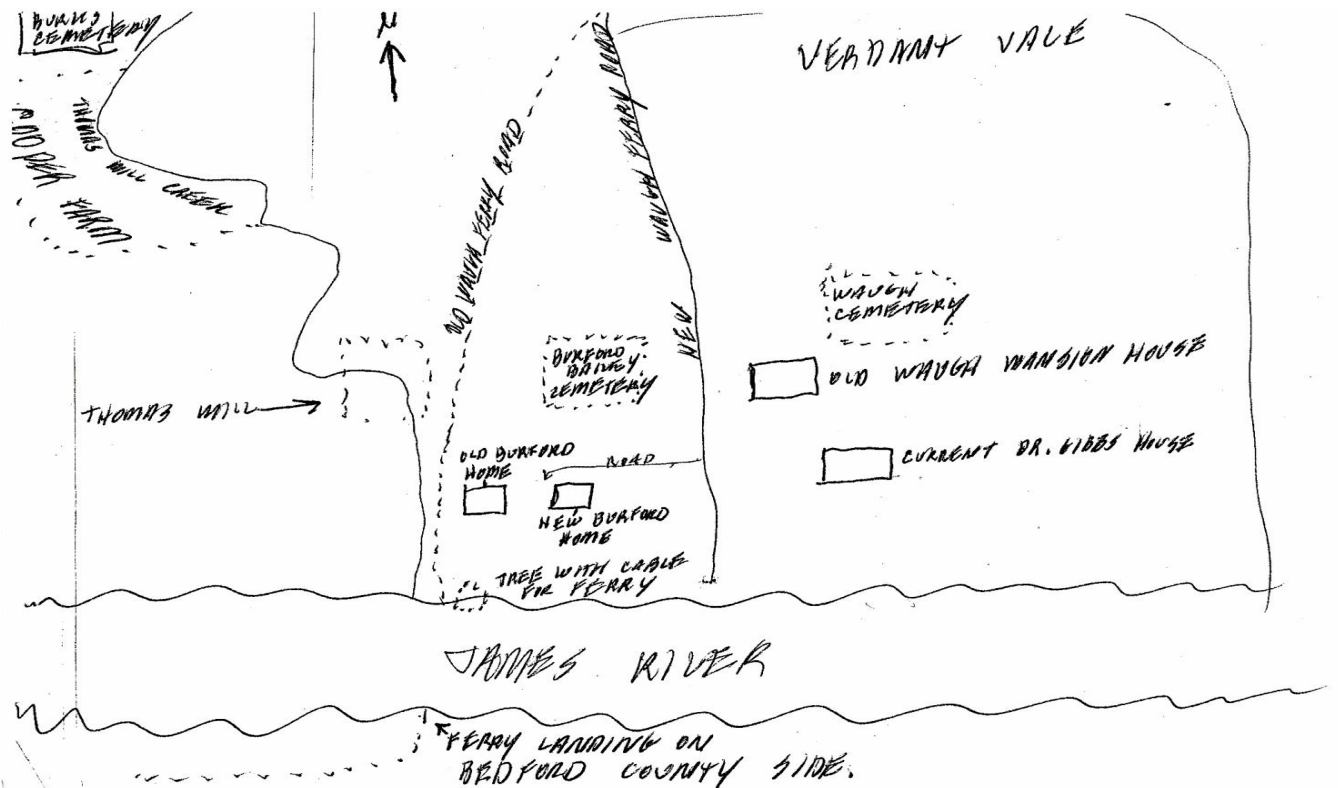 BURKS
CEMETERY
N
VERDANT VALE
THOMAS MILL CREEK
COOPER
FARM
OLD WAUGH FERRY ROAD
NEW WAUGH FERRY ROAD
WAUGH
CEMETERY
BURFORD
BAILEY
CEMETERY
OLD WAUGH MANSION HOUSE
THOMAS MILL
OLD BURFORD
HOME
ROAD
CURRENT DR. GIBBS HOUSE
NEW BURFORD
HOME
TREE WITH CABLE
FOR FERRY
JAMES RIVER
FERRY LANDING ON
BEDFORD COUNTY SIDE.